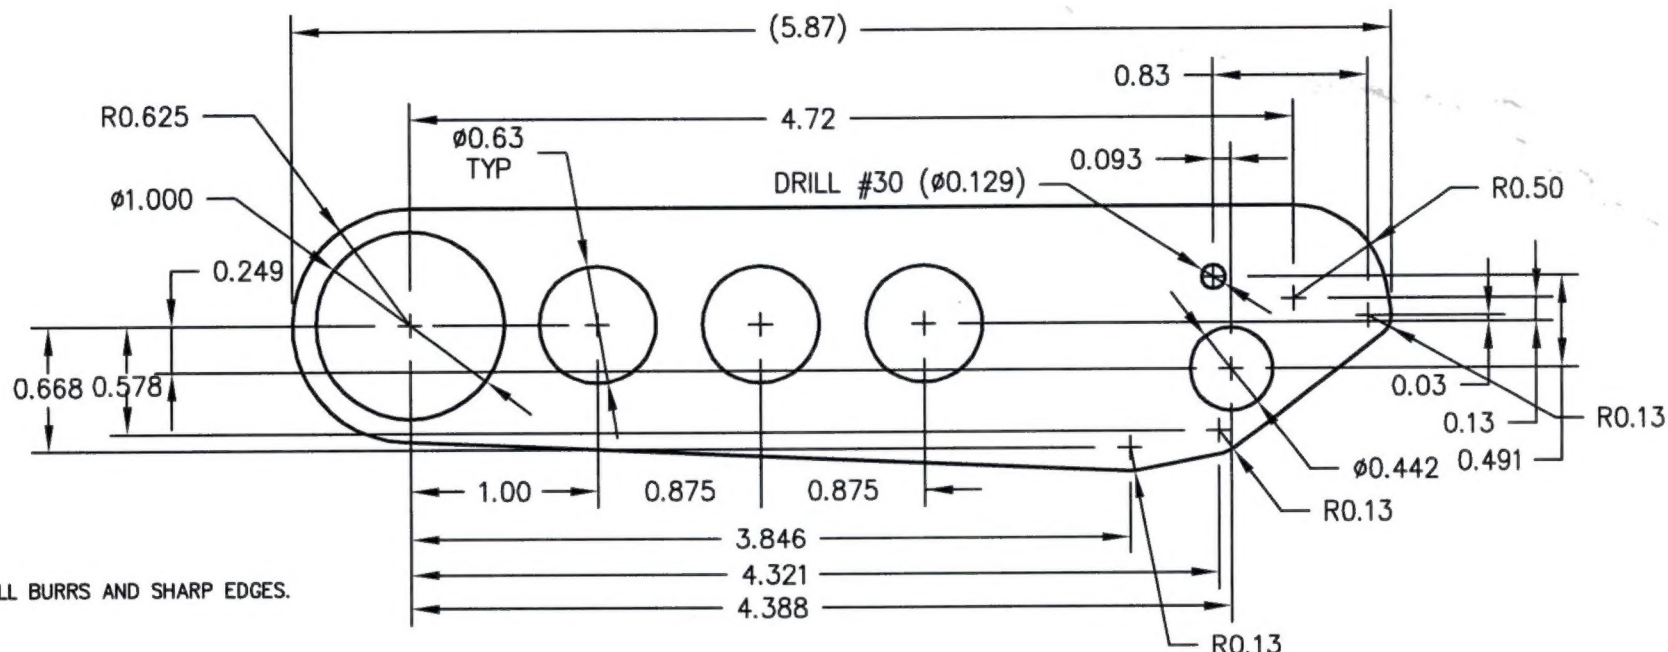 (5.87)
0.83
R0.625
4.72
ø0.63
TYP
0.093
DRILL #30 (ø0.129)
R0.50
ø1.000
0.249
0.668
0.578
0.03
0.13
R0.13
0.491
ø0.442
1.00
0.875
0.875
R0.13
3.846
4.321
4.388
LL BURRS AND SHARP EDGES.
R0.13